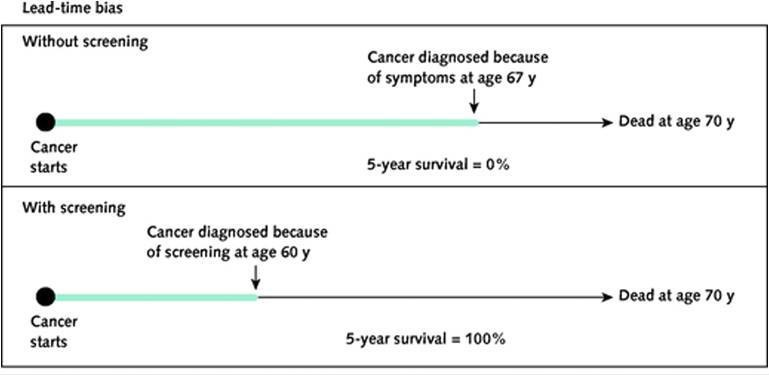 Lead-time bias
Without screening
Cancer diagnosed because
of symptoms at age 67 y
Dead at age 70 y
Cancer
starts
5-year survival = 0%
With screening
Cancer diagnosed because
of screening at age 60 y
Dead at age 70 y
Cancer
starts
5-year survival = 100%